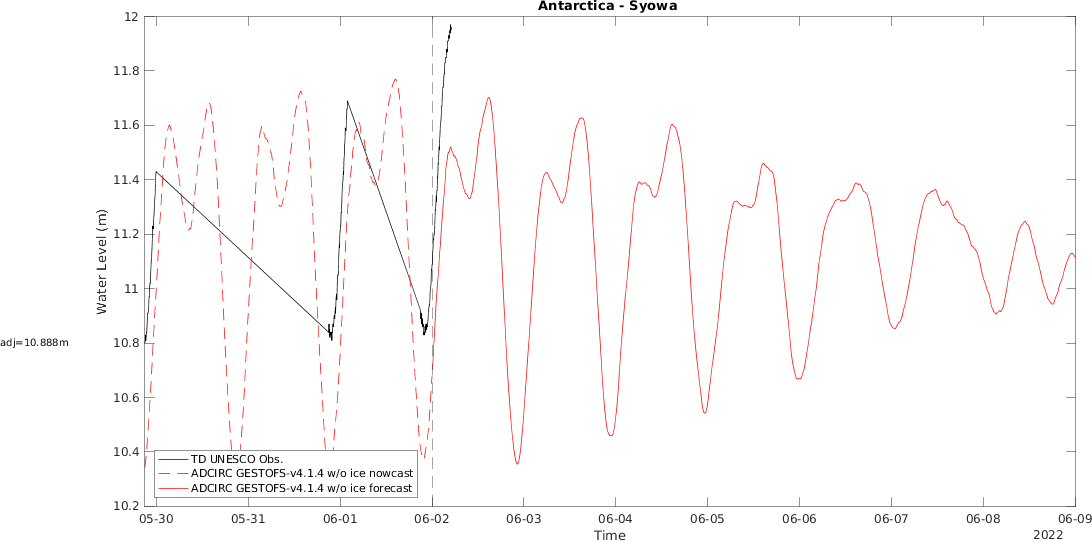 Antarctica - Syowa
12
11.8
11.6
11.4
11.2
11
10.8
10.6
10.4
10.2
Water Level (m)
adj=10.888m
TD UNESCO Obs.
ADCIRC GESTOFS-v4.1.4 w/o ice nowcast
ADCIRC GESTOFS-v4.1.4 w/o ice forecast
05-30 05-31 06-01 06-02 06-03 06-04 06-05 06-06 06-07 06-08 06-09
Time
2022